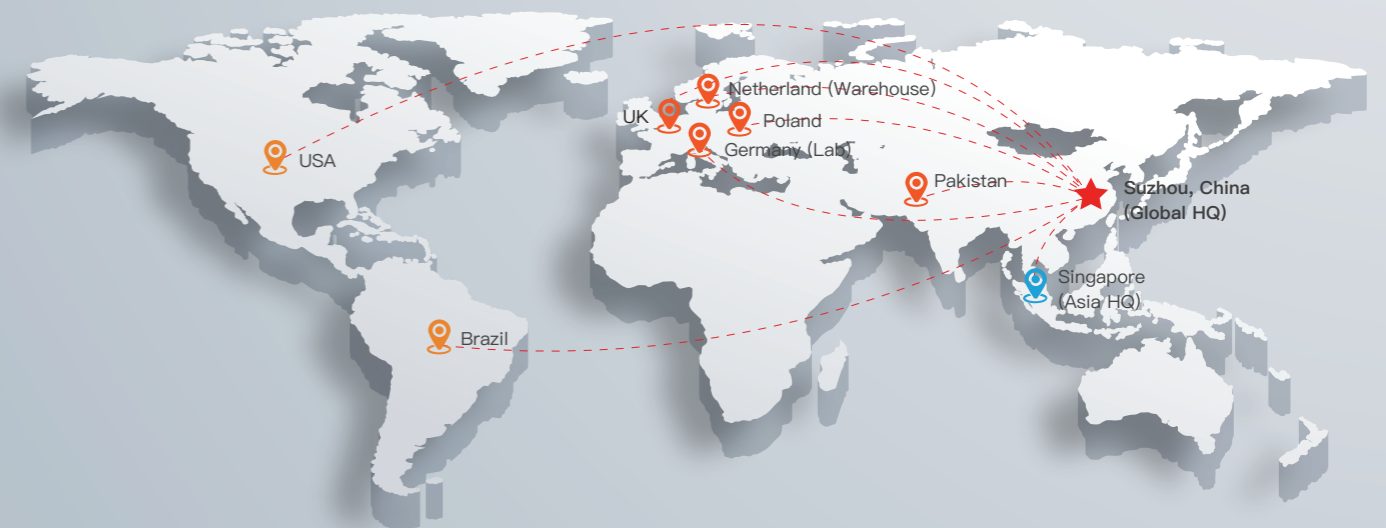 Netherland (Warehouse)
UK
Poland
Germany (Lab)
USA
Pakistan
Suzhou, China
(Global HQ)
Singapore
(Asia HQ)
Brazil